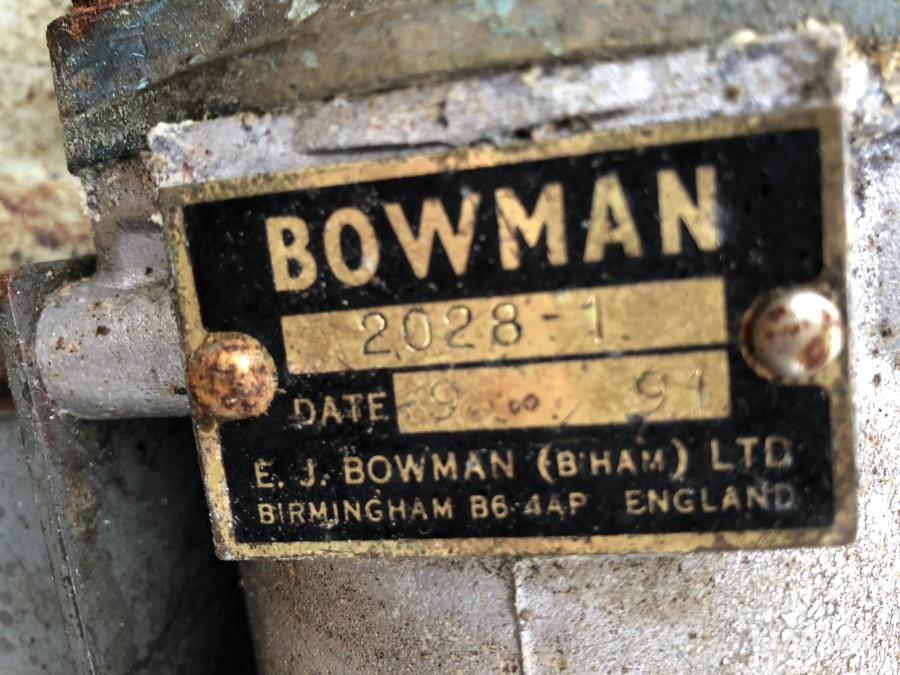 BOWMAN
2028-1
DATE 9 91
E. J. BOWMAN (B'HAM) LTD
BIRMINGHAM B6 4AP ENGLAND